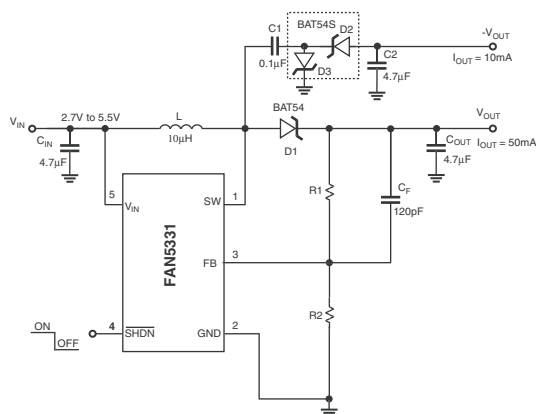 BAT54S
C1
D2
-VOUT
0.1µF
D3
C2
4.7µF
IOUT = 10mA
VIN
2.7V to 5.5V
L
10µH
BAT54
D1
VOUT
CIN
4.7µF
COUT
4.7µF
IOUT = 50mA
R1
CF
120pF
5
VIN
SW
1
FAN5331
FB
3
R2
ON
OFF
4
SHDN
GND
2